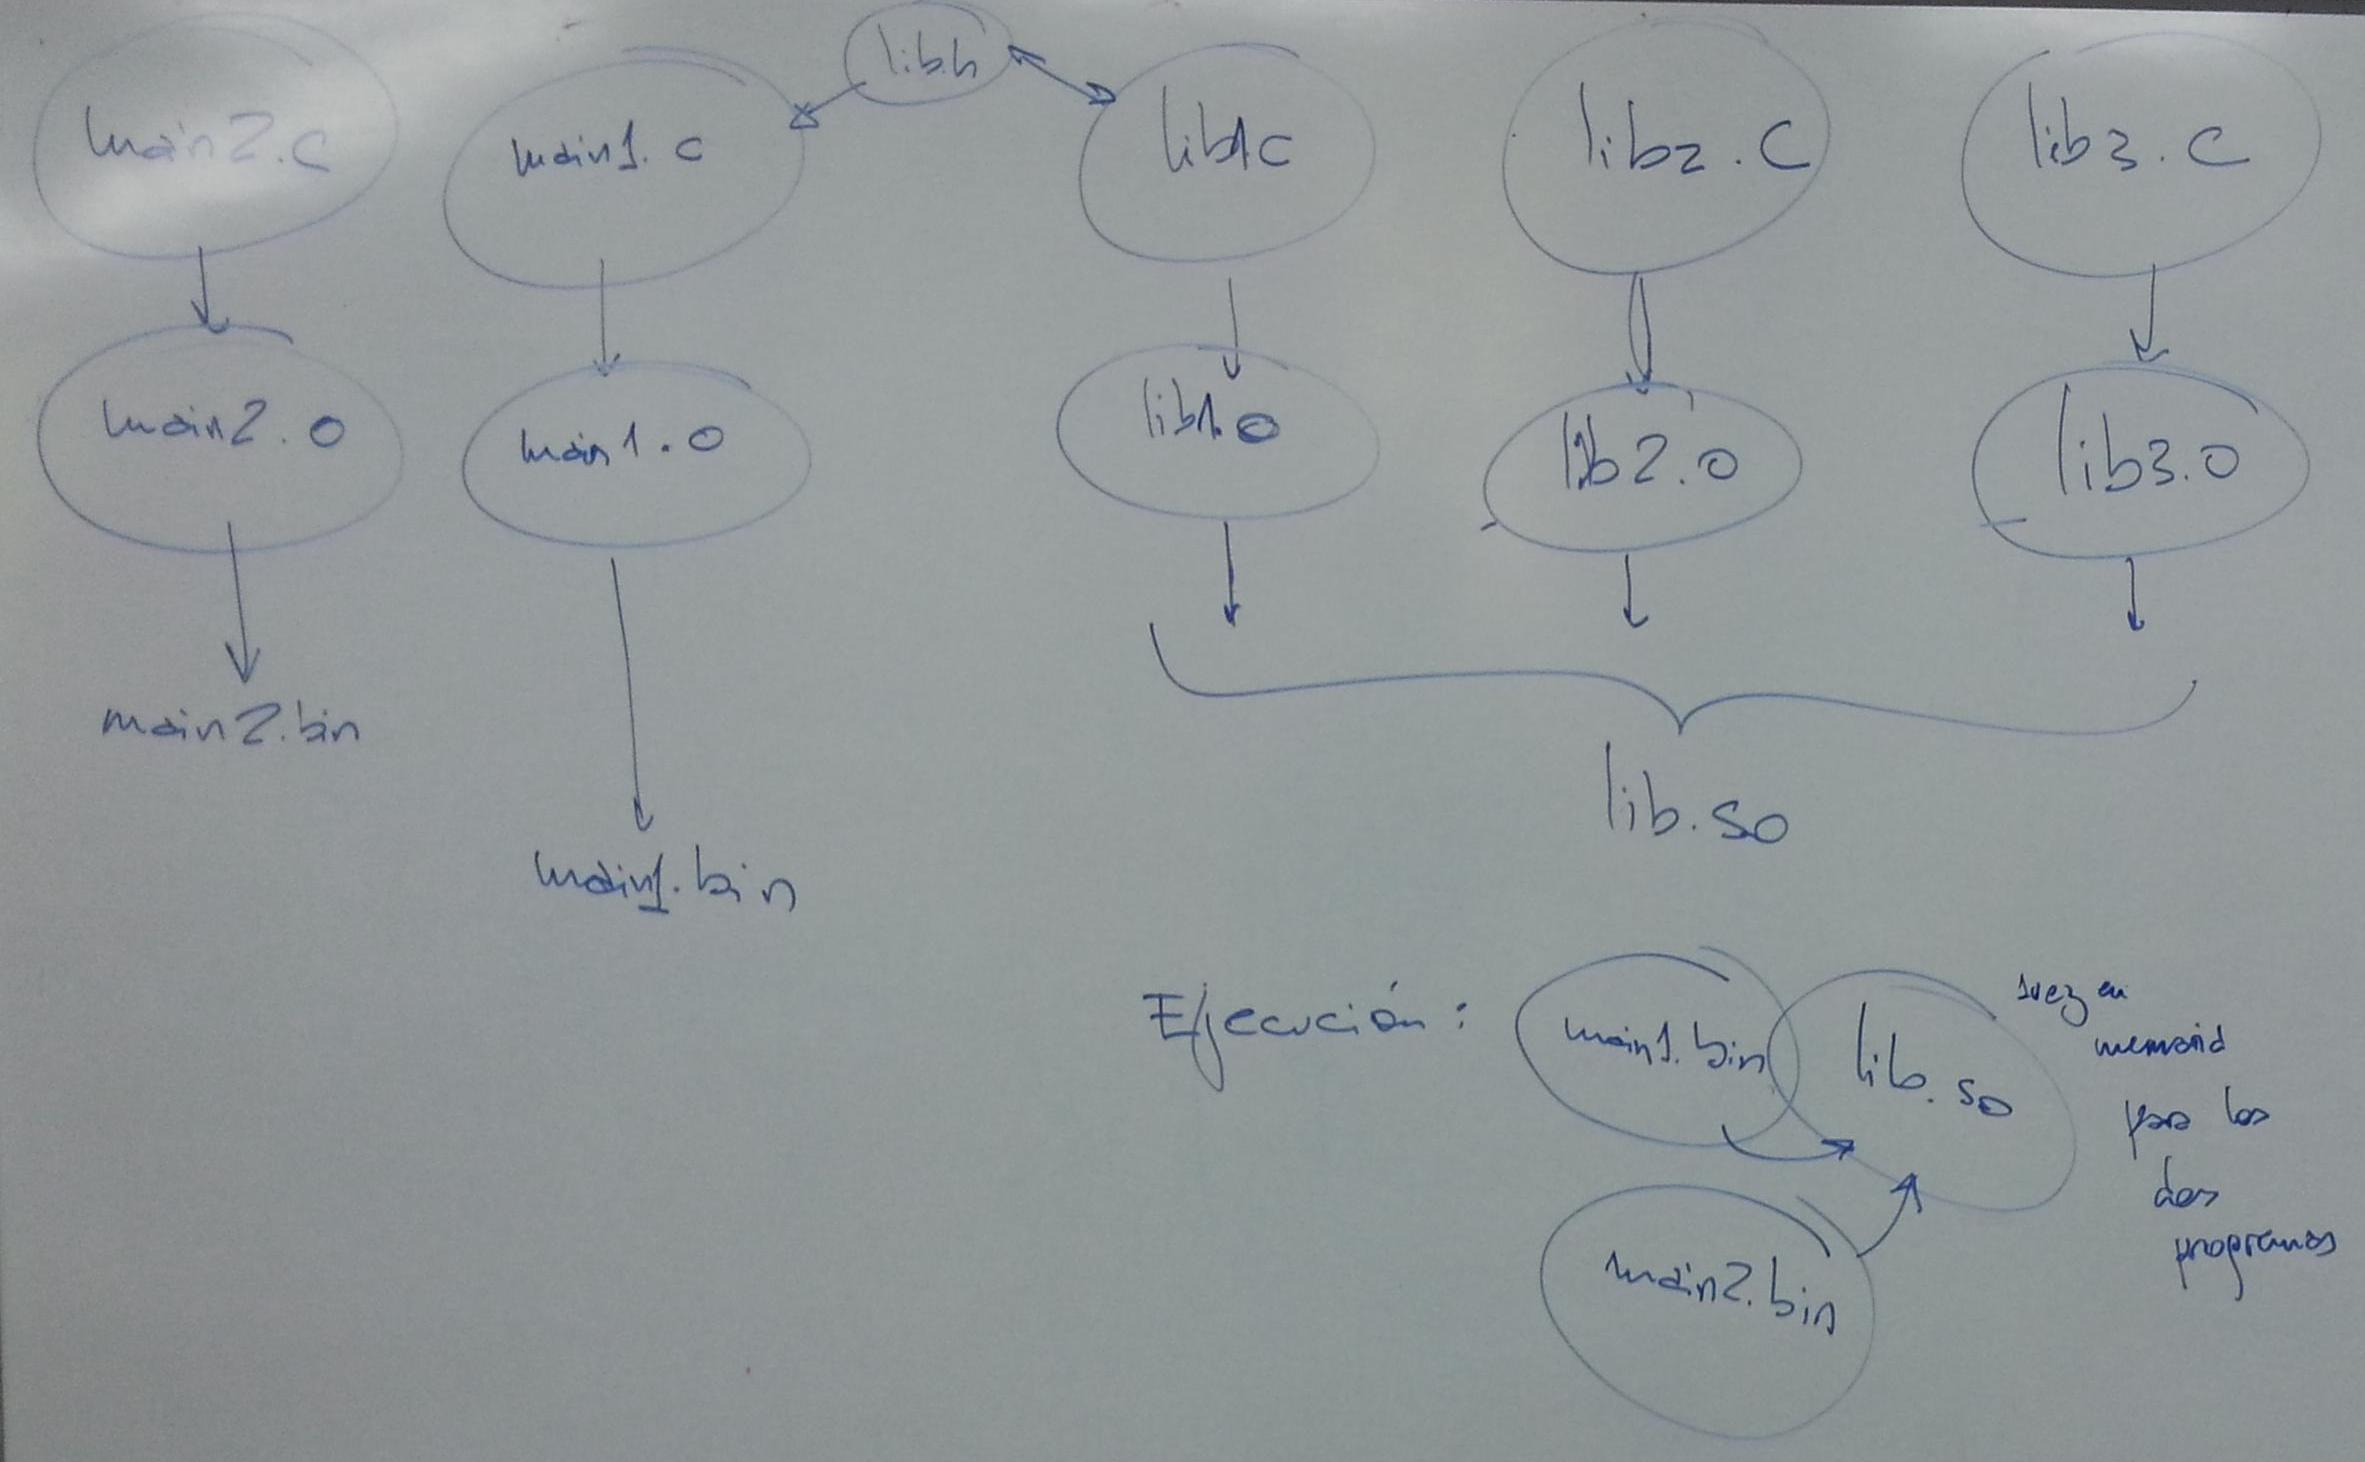 lib.h
main2.c
main1.c
lib1c
lib2.c
lib3.c
main2.o
main1.o
lib1.o
lib2.o
lib3.o
main2.bin
main1.bin
lib.so
Ejecución:
main1.bin
lib.so
1vez en
memoria
para los
dos
programas
main2.bin